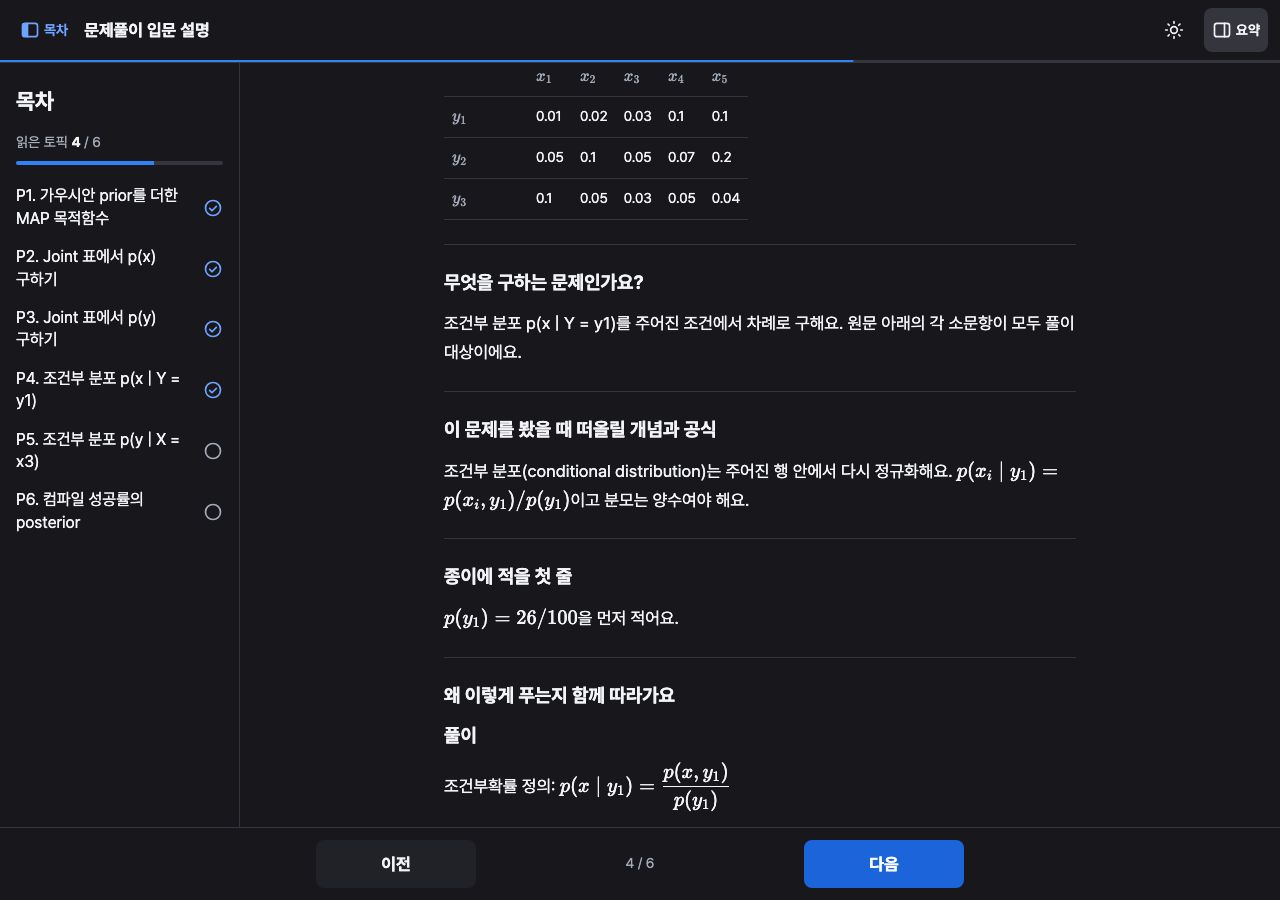 목차 문제풀이 입문 설명 요약
목차
읽은 토픽 4 / 6
P1. 가우시안 prior를 더한
MAP 목적함수
P2. Joint 표에서 p(x)
구하기
P3. Joint 표에서 p(y)
구하기
P4. 조건부 분포 p(x | Y =
y1)
P5. 조건부 분포 p(y | X =
x3)
P6. 컴파일 성공률의
posterior
x₁ x₂ x₃ x₄ x₅
y₁ 0.01 0.02 0.03 0.1 0.1
y₂ 0.05 0.1 0.05 0.07 0.2
y₃ 0.1 0.05 0.03 0.05 0.04
무엇을 구하는 문제인가요?
조건부 분포 p(x | Y = y1)를 주어진 조건에서 차례로 구해요. 원문 아래의 각 소문항이 모두 풀이
대상이에요.
이 문제를 봤을 때 떠올릴 개념과 공식
조건부 분포(conditional distribution)는 주어진 행 안에서 다시 정규화해요. p(xᵢ | y₁) =
p(xᵢ, y₁)/p(y₁)이고 분모는 양수여야 해요.
종이에 적을 첫 줄
p(y₁) = 26/100을 먼저 적어요.
왜 이렇게 푸는지 함께 따라가요
풀이
조건부확률 정의: p(x | y₁) = p(x, y₁) / p(y₁)
이전 4 / 6 다음